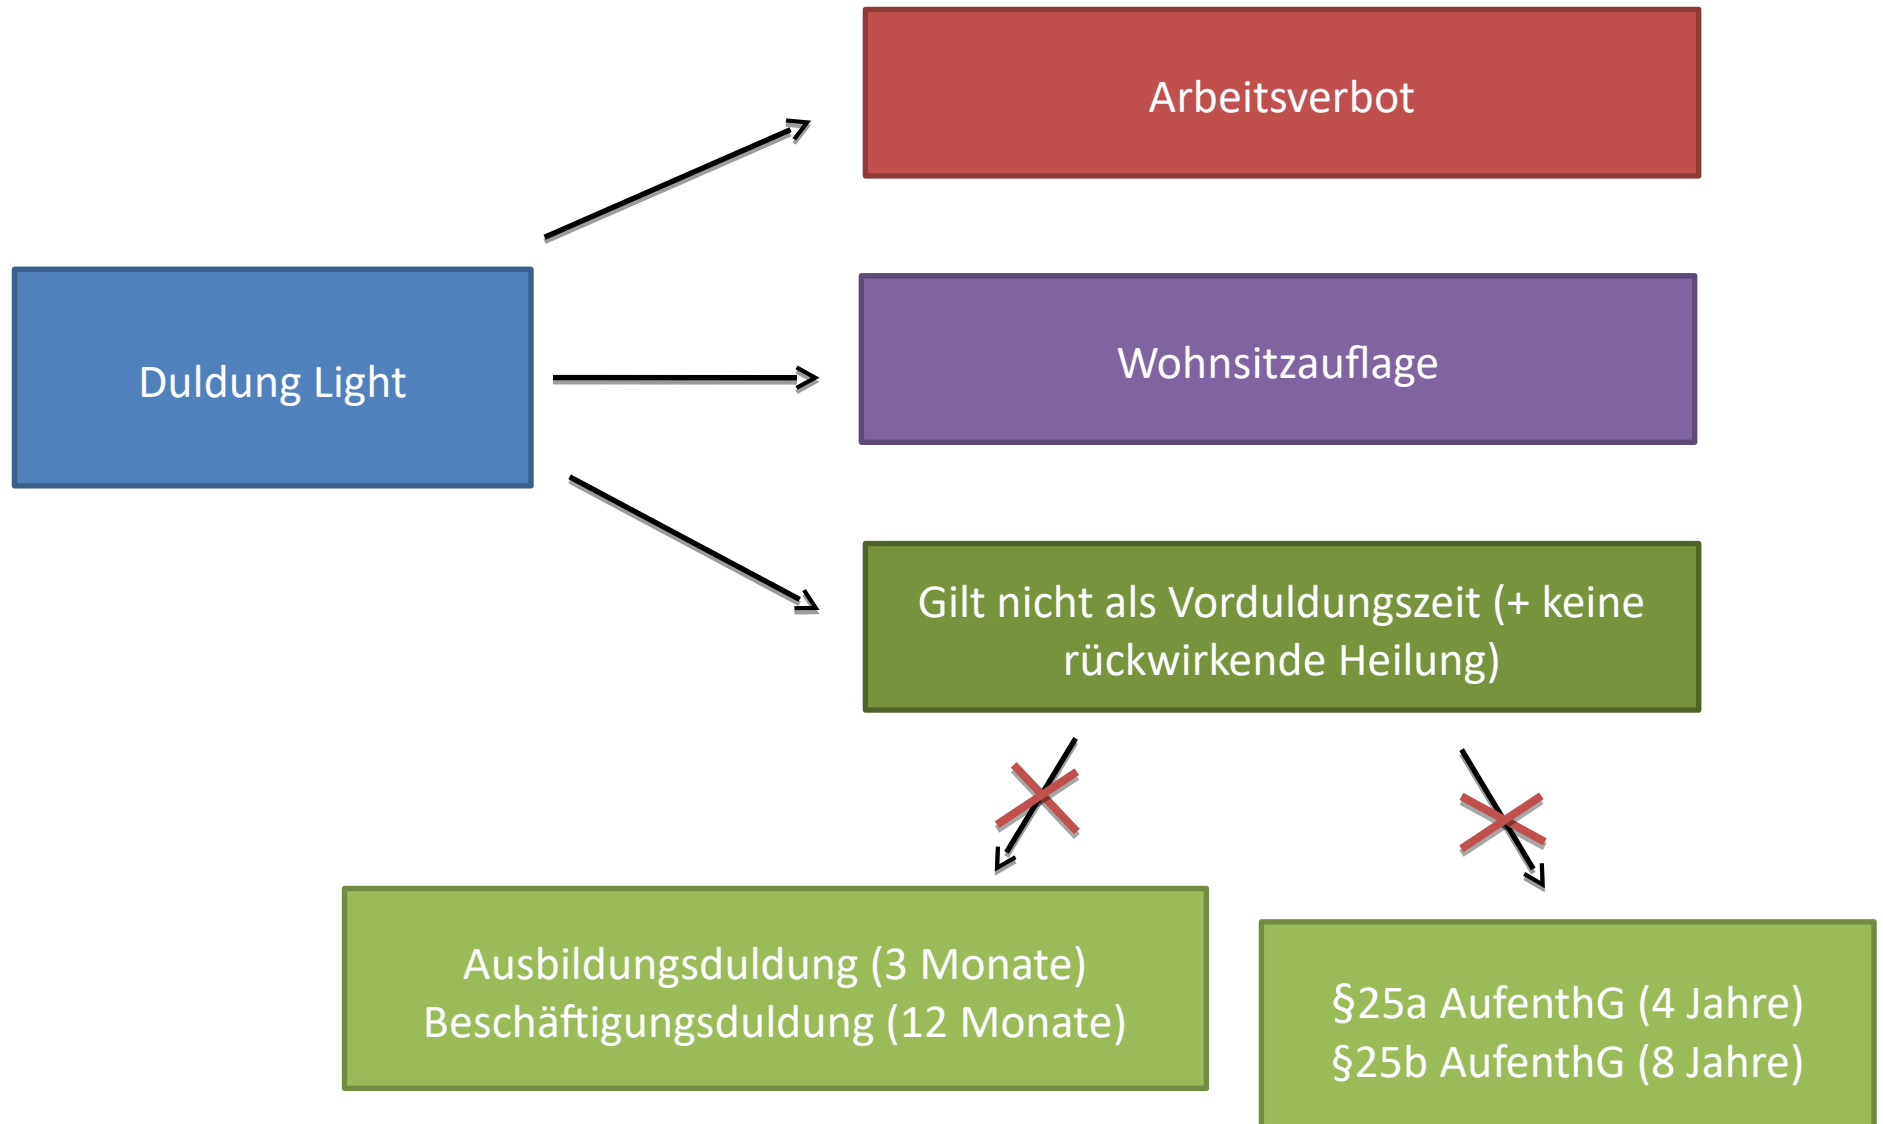 Arbeitsverbot
Duldung Light
Wohnsitzauflage
Gilt nicht als Vorduldungszeit (+ keine
rückwirkende Heilung)
Ausbildungsduldung (3 Monate)
Beschäftigungsduldung (12 Monate)
§25a AufenthG (4 Jahre)
§25b AufenthG (8 Jahre)